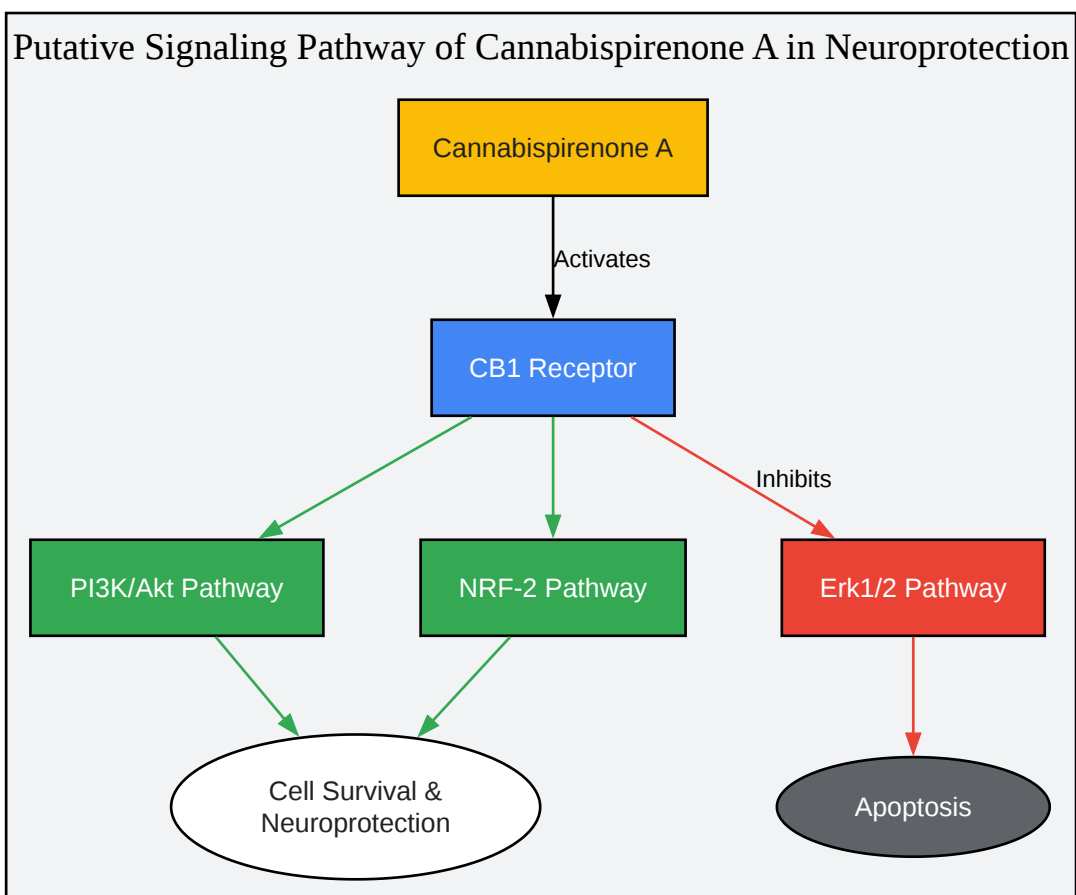 Putative Signaling Pathway of Cannabispirenone A in Neuroprotection
Cannabispirenone A
Activates
CB1 Receptor
Inhibits
PI3K/Akt Pathway
NRF-2 Pathway
Erk1/2 Pathway
Cell Survival &
Neuroprotection
Apoptosis